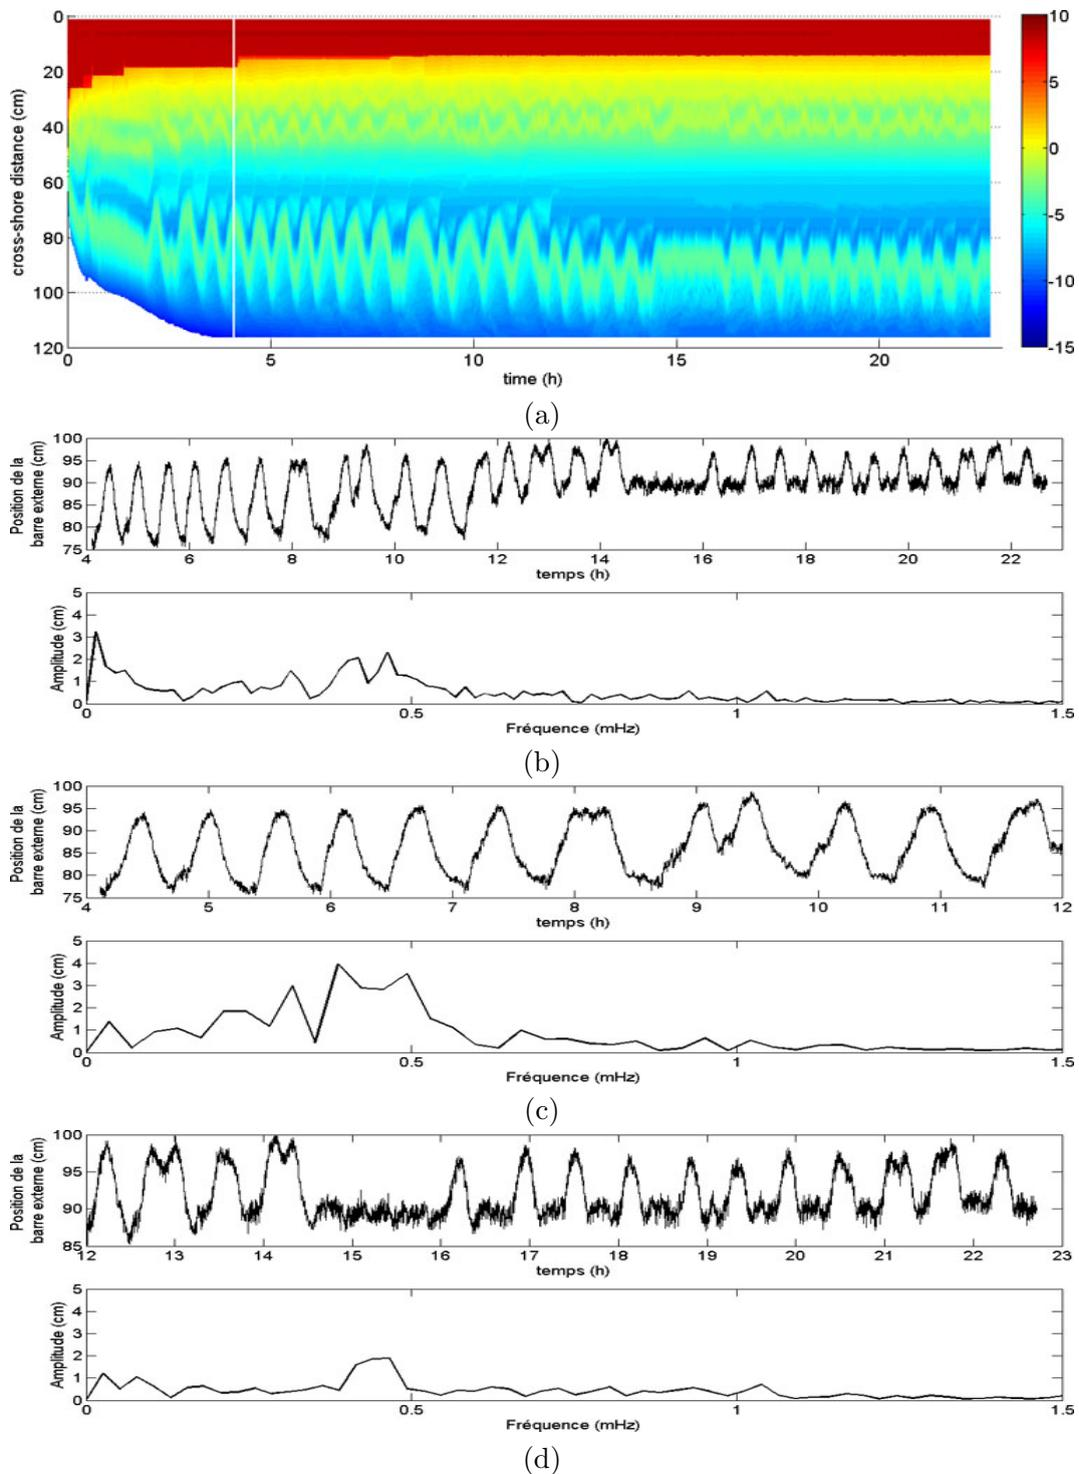 0
20
40
60
80
100
120
cross-shore distance (cm)
0 5 10 15 20
time (h)
10
5
0
-5
-10
-15
(a)
100
95
90
85
80
75
Position de la
barre externe (cm)
4 6 8 10 12 14 16 18 20 22
temps (h)
5
4
3
2
1
0
Amplitude (cm)
0 0.5 1 1.5
Fréquence (mHz)
(b)
100
95
90
85
80
75
Position de la
barre externe (cm)
4 5 6 7 8 9 10 11 12
temps (h)
5
4
3
2
1
0
Amplitude (cm)
0 0.5 1 1.5
Fréquence (mHz)
(c)
100
95
90
85
Position de la
barre externe (cm)
12 13 14 15 16 17 18 19 20 21 22 23
temps (h)
5
4
3
2
1
0
Amplitude (cm)
0 0.5 1 1.5
Fréquence (mHz)
(d)